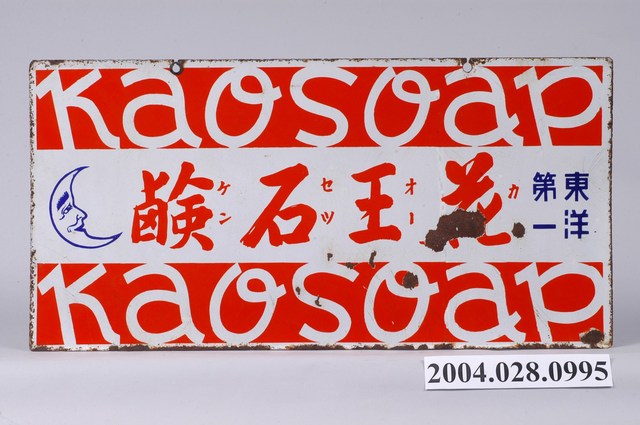 KAOSOAP
東洋第一
花王石鹸
カオーセツケン
KAOSOAP
2004.028.0995